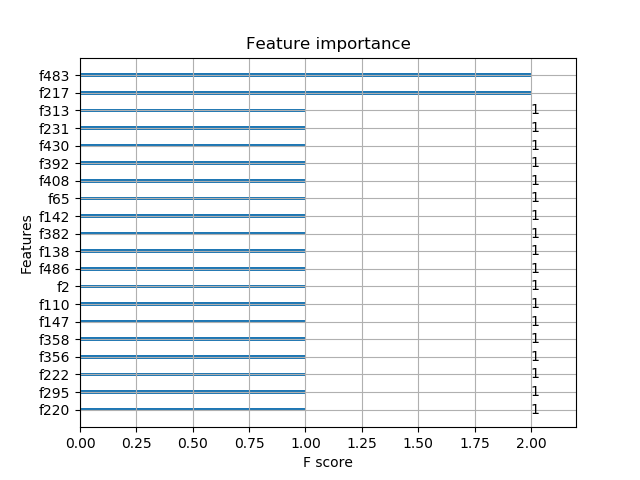 Feature importance
Features
f483
f217
f313 1
f231 1
f430 1
f392 1
f408 1
f65 1
f142 1
f382 1
f138 1
f486 1
f2 1
f110 1
f147 1
f358 1
f356 1
f222 1
f295 1
f220 1
0.00 0.25 0.50 0.75 1.00 1.25 1.50 1.75 2.00
F score